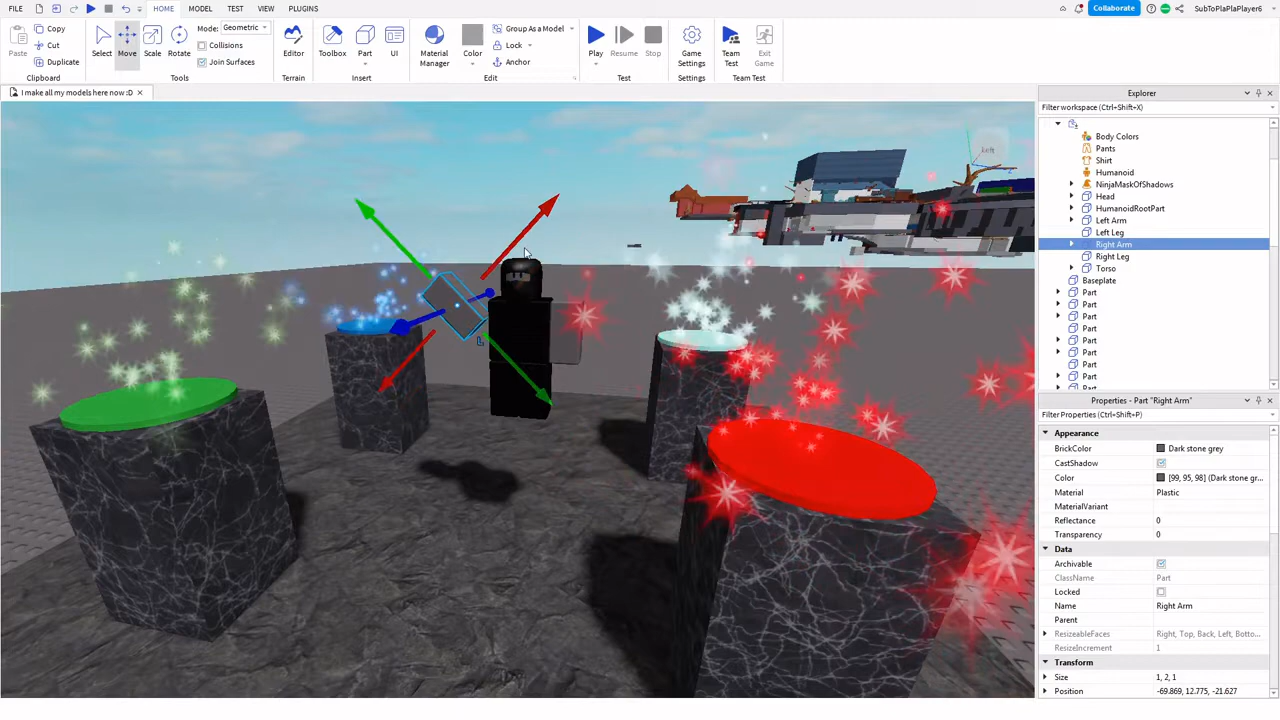 FILE HOME MODEL TEST VIEW PLUGINS Collaborate SubToPlaPlaPlayer6
Paste Copy Cut Duplicate Select Move Scale Rotate Mode: Geometric Collisions Join Surfaces Editor Toolbox Part UI Material Manager Color Group As a Model Lock Anchor Play Resume Stop Game Settings Team Test Exit Game
Clipboard Tools Terrain Insert Edit Test Settings Team Test
I make all my models here now :D
Explorer
Filter workspace (Ctrl+Shift+X)
Body Colors
Pants
Shirt
Humanoid
NinjaMaskOfShadows
Head
HumanoidRootPart
Left Arm
Left Leg
Right Arm
Right Leg
Torso
Baseplate
Part
Part
Part
Part
Part
Part
Part
Part
Part
Left
L
Properties - Part "Right Arm"
Filter Properties (Ctrl+Shift+P)
Appearance
BrickColor Dark stone grey
CastShadow
Color [99, 95, 98] (Dark stone gr...
Material Plastic
MaterialVariant
Reflectance 0
Transparency 0
Data
Archivable
ClassName Part
Locked
Name Right Arm
Parent
ResizeableFaces Right, Top, Back, Left, Botto...
ResizeIncrement 1
Transform
Size 1, 2, 1
Position -69.869, 12.775, -21.627